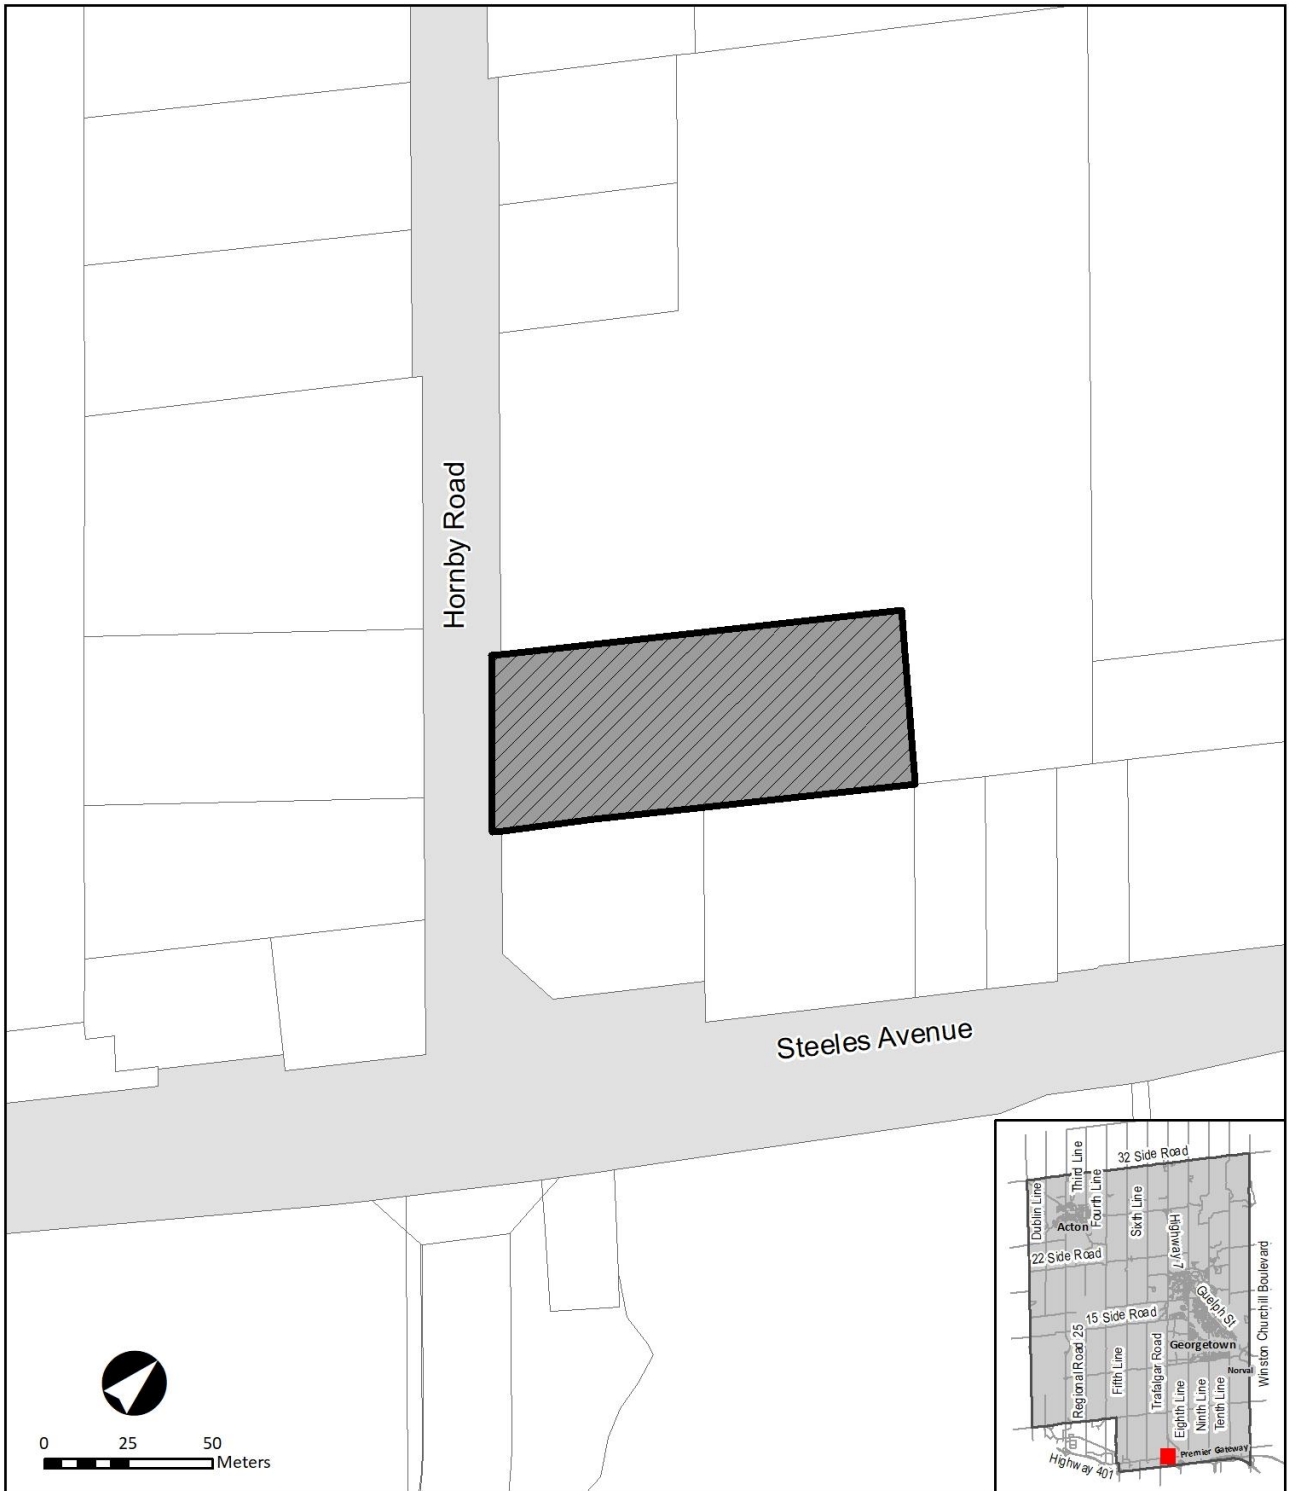 Hornby Road
Steeles Avenue
0 25 50
Meters
32 Side Road
Third Line
Dublin Line
Fourth Line
Sixth Line
Acton
Highway 7
22 Side Road
Winston Churchill Boulevard
Guelph St
15 Side Road
Georgetown
Regional Road 25
Trafalgar Road
Fifth Line
Norval
Eighth Line
Ninth Line
Tenth Line
Premier Gateway
Highway 401